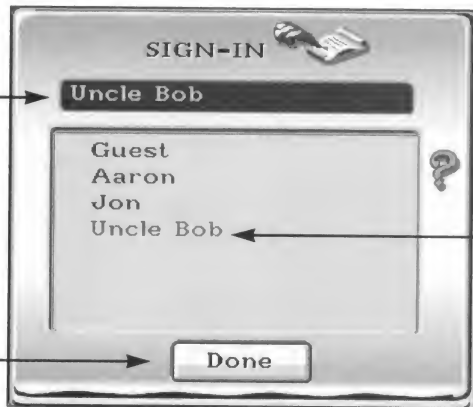 SIGN-IN
Uncle Bob
Guest
Aaron
Jon
Uncle Bob
?
Done